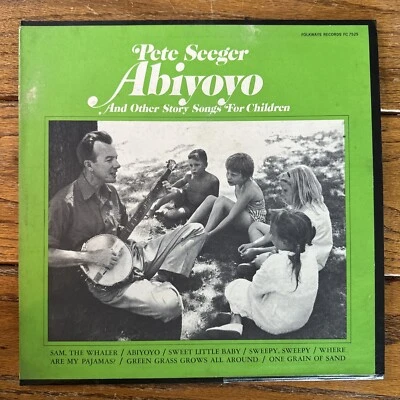 FOLKWAYS RECORDS FC 7525
Pete Seeger
Abiyoyo
And Other Story Songs For Children
SAM, THE WHALER / ABIYOYO / SWEET LITTLE BABY / SWEEPY, SWEEPY / WHERE
ARE MY PAJAMAS? / GREEN GRASS GROWS ALL AROUND / ONE GRAIN OF SAND